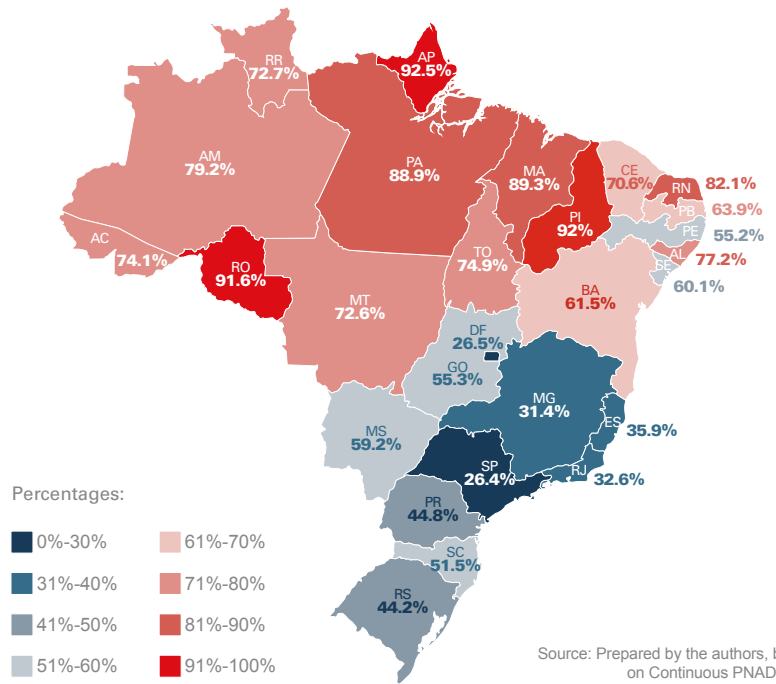 AP
92.5%
RR
72.7%
AM
79.2%
PA
88.9%
MA
89.3%
CE
70.6%
RN
82.1%
PB
63.9%
PI
92%
PE
55.2%
AC
74.1%
RO
91.6%
TO
74.9%
AL
77.2%
SE
60.1%
MT
72.6%
BA
61.5%
DF
26.5%
GO
55.3%
MG
31.4%
MS
59.2%
ES
35.9%
SP
26.4%
RJ
32.6%
PR
44.8%
SC
51.5%
RS
44.2%
Percentages:
0%-30%
31%-40%
41%-50%
51%-60%
61%-70%
71%-80%
81%-90%
91%-100%
Source: Prepared by the authors, b
on Continuous PNAD